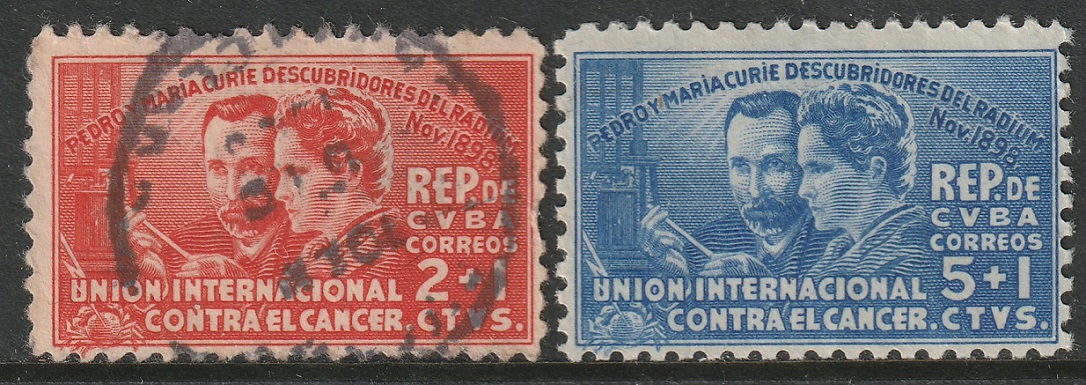 PEDRO Y MARIA CURIE DESCUBRIDORES DEL RADIUM
Nov. 1898
REP. DE
CVBA
CORREOS
UNION INTERNACIONAL 2+1
CONTRA EL CANCER. CTVS.
PEDRO Y MARIA CURIE DESCUBRIDORES DEL RADIUM
Nov. 1898
REP. DE
CVBA
CORREOS
UNION INTERNACIONAL 5+1
CONTRA EL CANCER. CTVS.